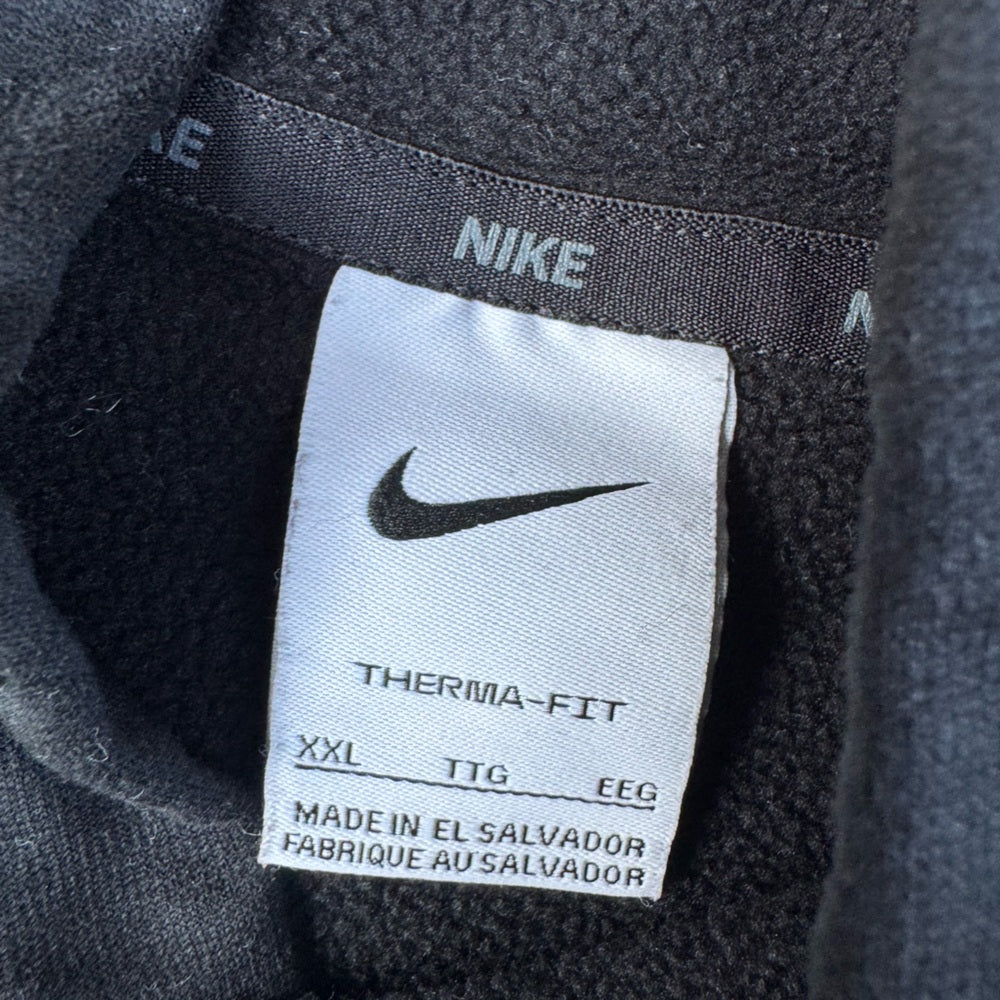 NIKE
THERMA-FIT
XXL TTG EEG
MADE IN EL SALVADOR
FABRIQUE AU SALVADOR